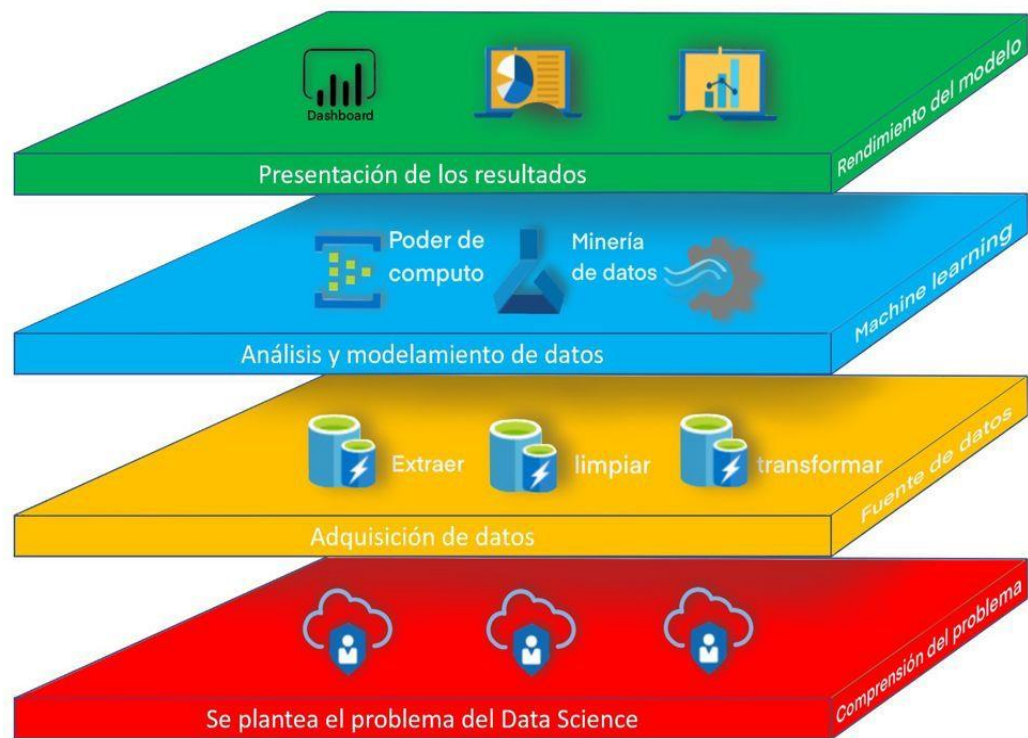 Dashboard
Presentación de los resultados
Rendimiento del modelo
Poder de
computo
Minería
de datos
Análisis y modelamiento de datos
Machine learning
Extraer
limpiar
transformar
Adquisición de datos
Fuente de datos
Se plantea el problema del Data Science
Comprensión del problema